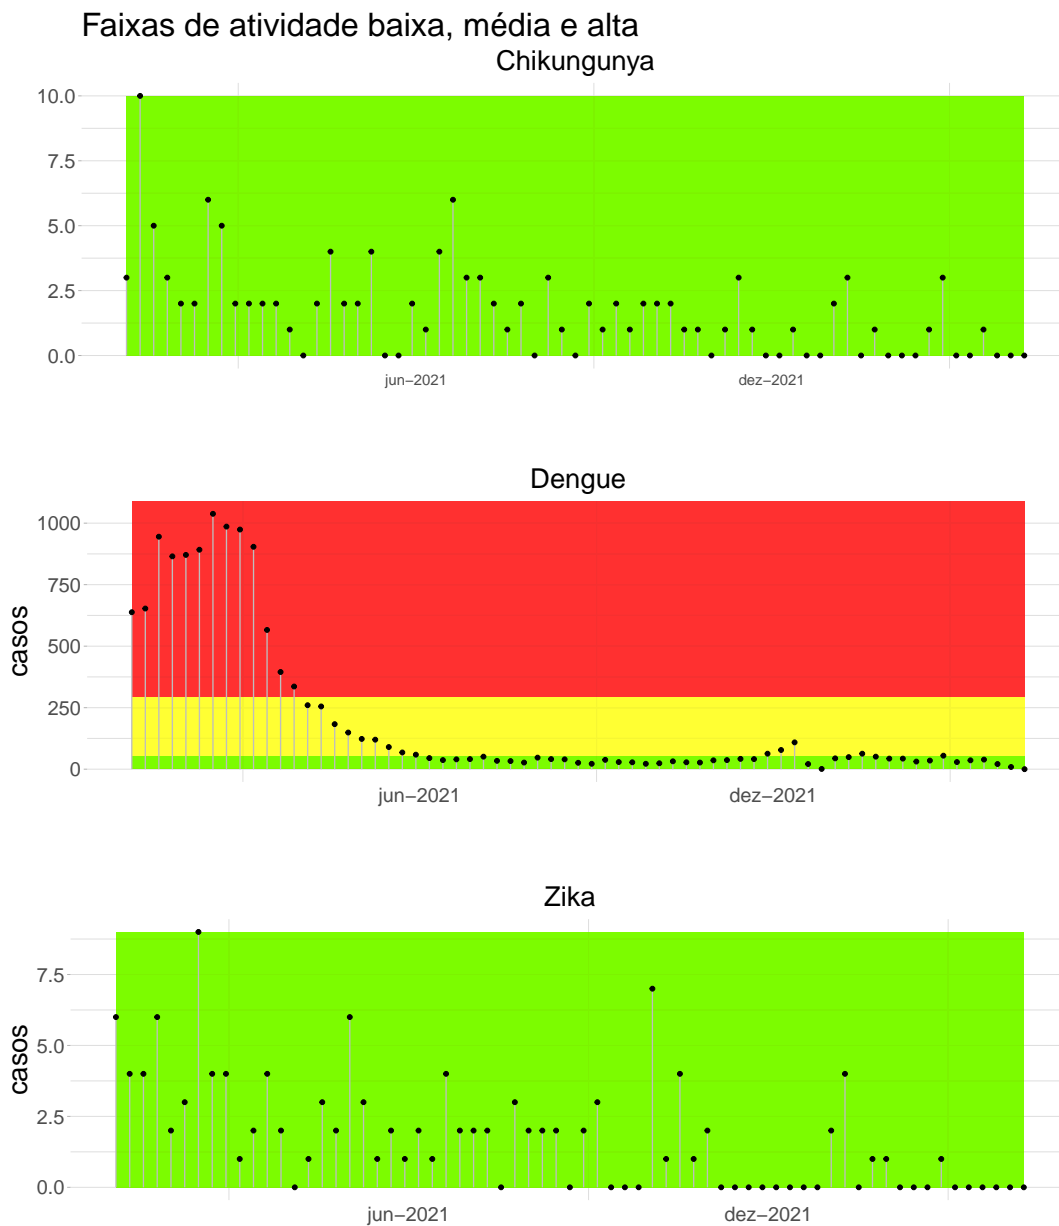 Faixas de atividade baixa, média e alta
Chikungunya
10.0
7.5
5.0
2.5
0.0
jun−2021
dez−2021
Dengue
casos
1000
750
500
250
0
jun−2021
dez−2021
Zika
casos
7.5
5.0
2.5
0.0
jun−2021
dez−2021